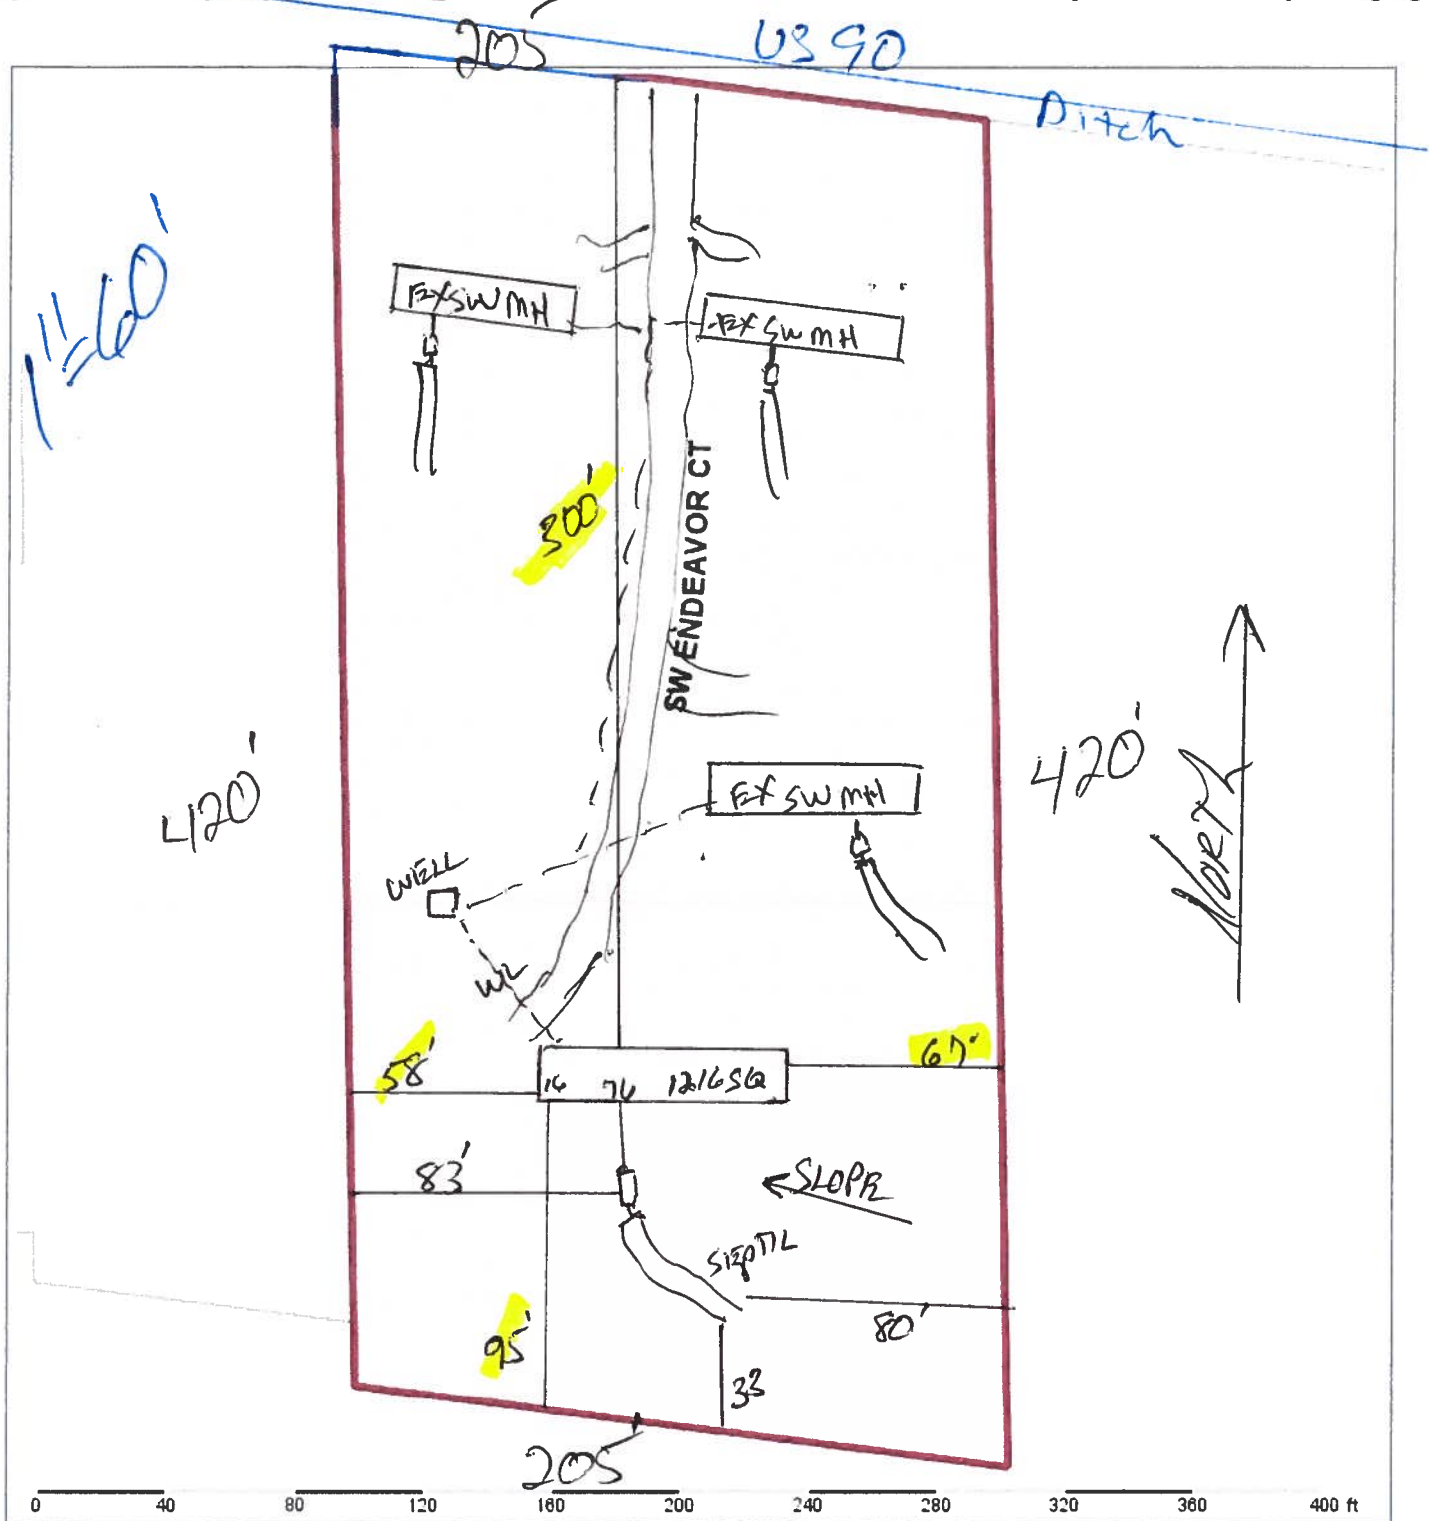 205
US 90
Ditch
1"=60'
EX SW MH
EX SW MH
300'
SW ENDEAVOR CT
420'
420'
EX SW MH
North
WELL
WL
58'
67'
16 76 1216 SQ
83'
SLOPE
SEPTIL
80'
95'
33
205
0 40 80 120 160 200 240 280 320 360 400 ft